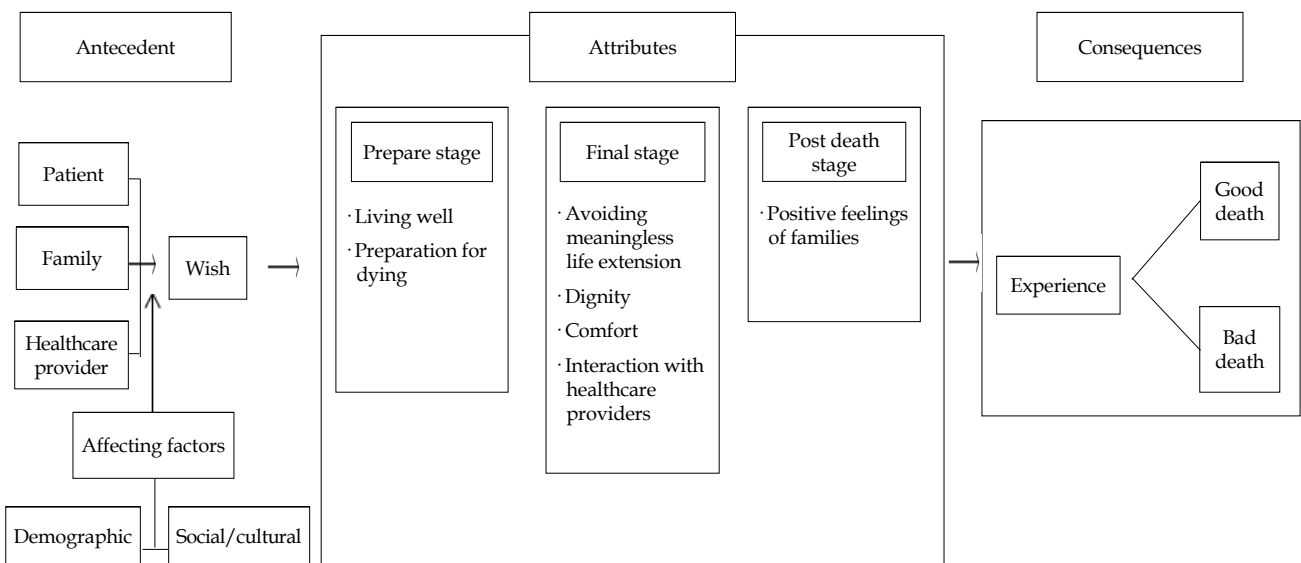 Antecedent
Attributes
Consequences
Patient
Family
Healthcare
provider
Wish
Affecting factors
Demographic
Social/cultural
Prepare stage
· Living well
· Preparation for
dying
Final stage
· Avoiding
meaningless
life extension
· Dignity
· Comfort
· Interaction with
healthcare
providers
Post death
stage
· Positive feelings
of families
Experience
Good
death
Bad
death